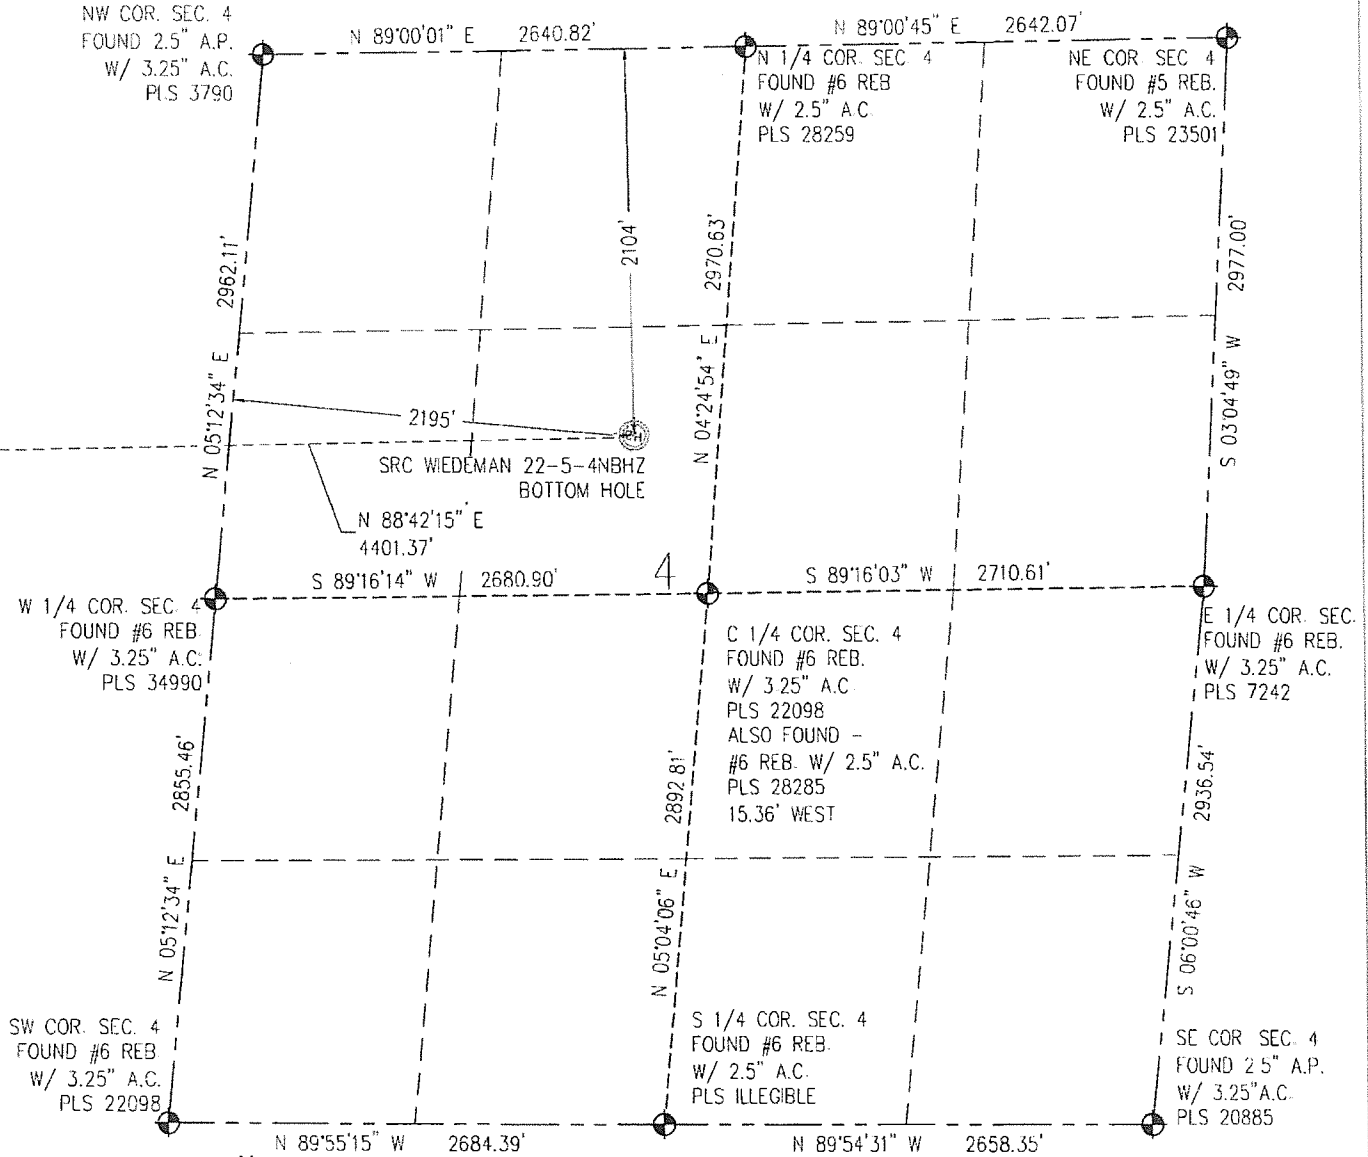 NW COR. SEC. 4
FOUND 2.5" A.P.
W/ 3.25" A.C.
PLS 3790
N 89°00'01" E 2640.82'
N 89°00'45" E 2642.07'
N 1/4 COR. SEC. 4
FOUND #6 REB
W/ 2.5" A.C.
PLS 28259
NE COR SEC 4
FOUND #5 REB.
W/ 2.5" A.C.
PLS 23501
2962.11'
N 05°12'34" E
2104'
2970.63'
N 04°24'54" E
2977.00'
S 03°04'49" W
2195'
SRC WIEDEMAN 22-5-4NBHZ
BOTTOM HOLE
N 88°42'15" E
4401.37'
S 89°16'14" W 2680.90'
4
S 89°16'03" W 2710.61'
W 1/4 COR. SEC. 4
FOUND #6 REB.
W/ 3.25" A.C.
PLS 34990
C 1/4 COR. SEC. 4
FOUND #6 REB.
W/ 3.25" A.C.
PLS 22098
ALSO FOUND -
#6 REB. W/ 2.5" A.C.
PLS 28285
15.36' WEST
E 1/4 COR. SEC.
FOUND #6 REB.
W/ 3.25" A.C.
PLS 7242
2855.46'
N 05°12'34" E
2892.81'
N 05°04'06" E
2936.54'
S 06°00'46" W
SW COR. SEC. 4
FOUND #6 REB
W/ 3.25" A.C.
PLS 22098
S 1/4 COR. SEC. 4
FOUND #6 REB.
W/ 2.5" A.C.
PLS ILLEGIBLE
SE COR SEC. 4
FOUND 2.5" A.P.
W/ 3.25"A.C.
PLS 20885
N 89°55'15" W 2684.39'
N 89°54'31" W 2658.35'